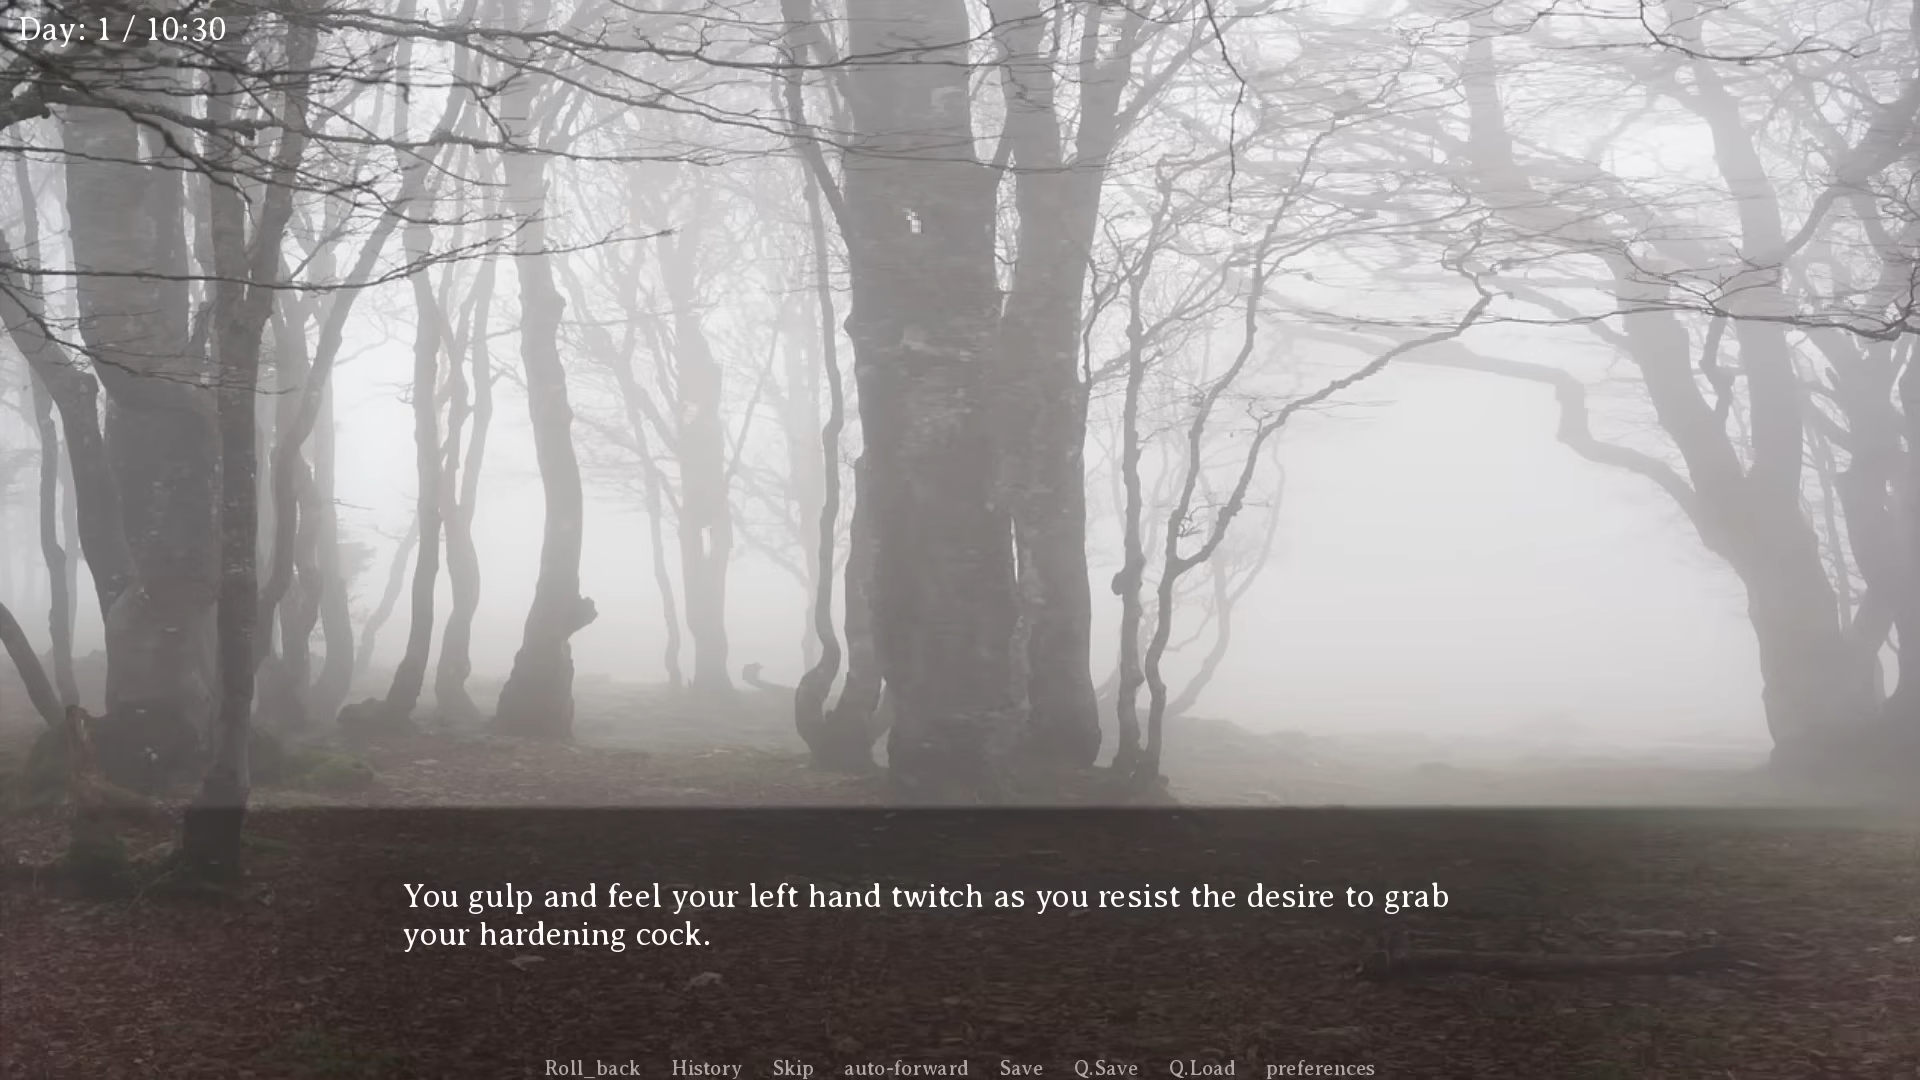 Day: 1 / 10:30
You gulp and feel your left hand twitch as you resist the desire to grab
your hardening cock.
Roll_back History Skip auto-forward Save Q.Save Q.Load preferences